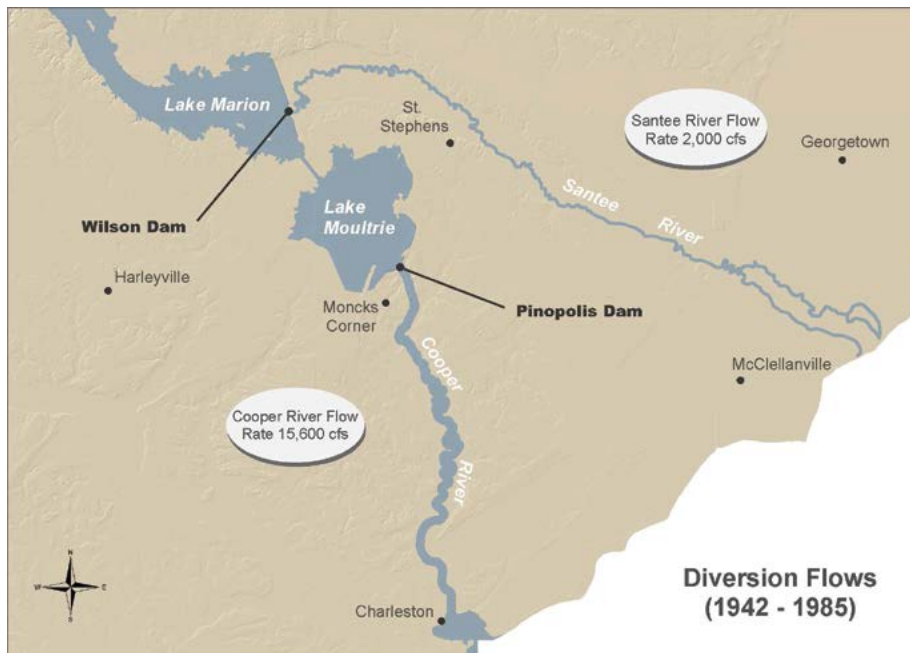 Lake Marion
St.
Stephens
Santee River Flow
Rate 2,000 cfs
Georgetown
Santee River
Lake
Moultrie
Wilson Dam
Harleyville
Pinopolis Dam
Moncks
Corner
Cooper River
McClellanville
Cooper River Flow
Rate 15,600 cfs
N
W E
S
Diversion Flows
(1942 - 1985)
Charleston